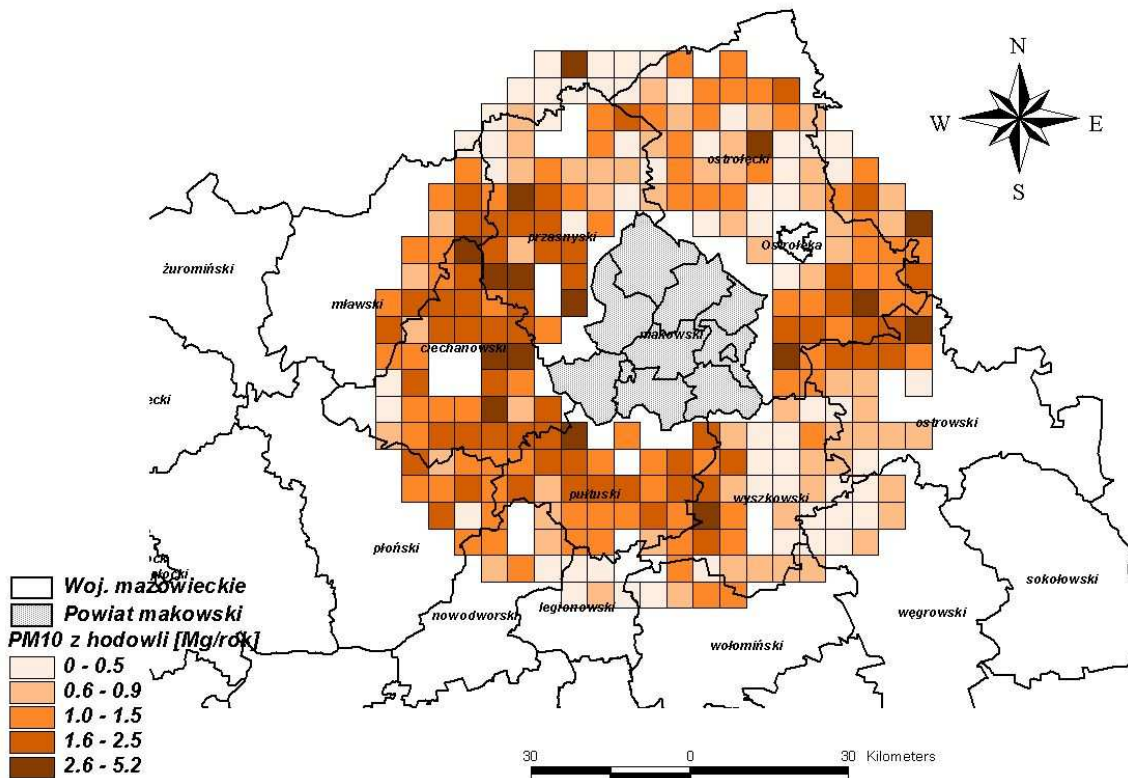 N
W E
S
ostrołęcki
przasnyski
Ostrołęka
żuromiński
mławski
makowski
ciechanowski
ecki
ostrowski
pułtuski
wyszkowski
płoński
sokołowski
nowodworski
legionowski
węgrowski
wołomiński
Woj. mazowieckie
Powiat makowski
PM10 z hodowli [Mg/rok]
0 - 0.5
0.6 - 0.9
1.0 - 1.5
1.6 - 2.5
2.6 - 5.2
30 0 30 Kilometers